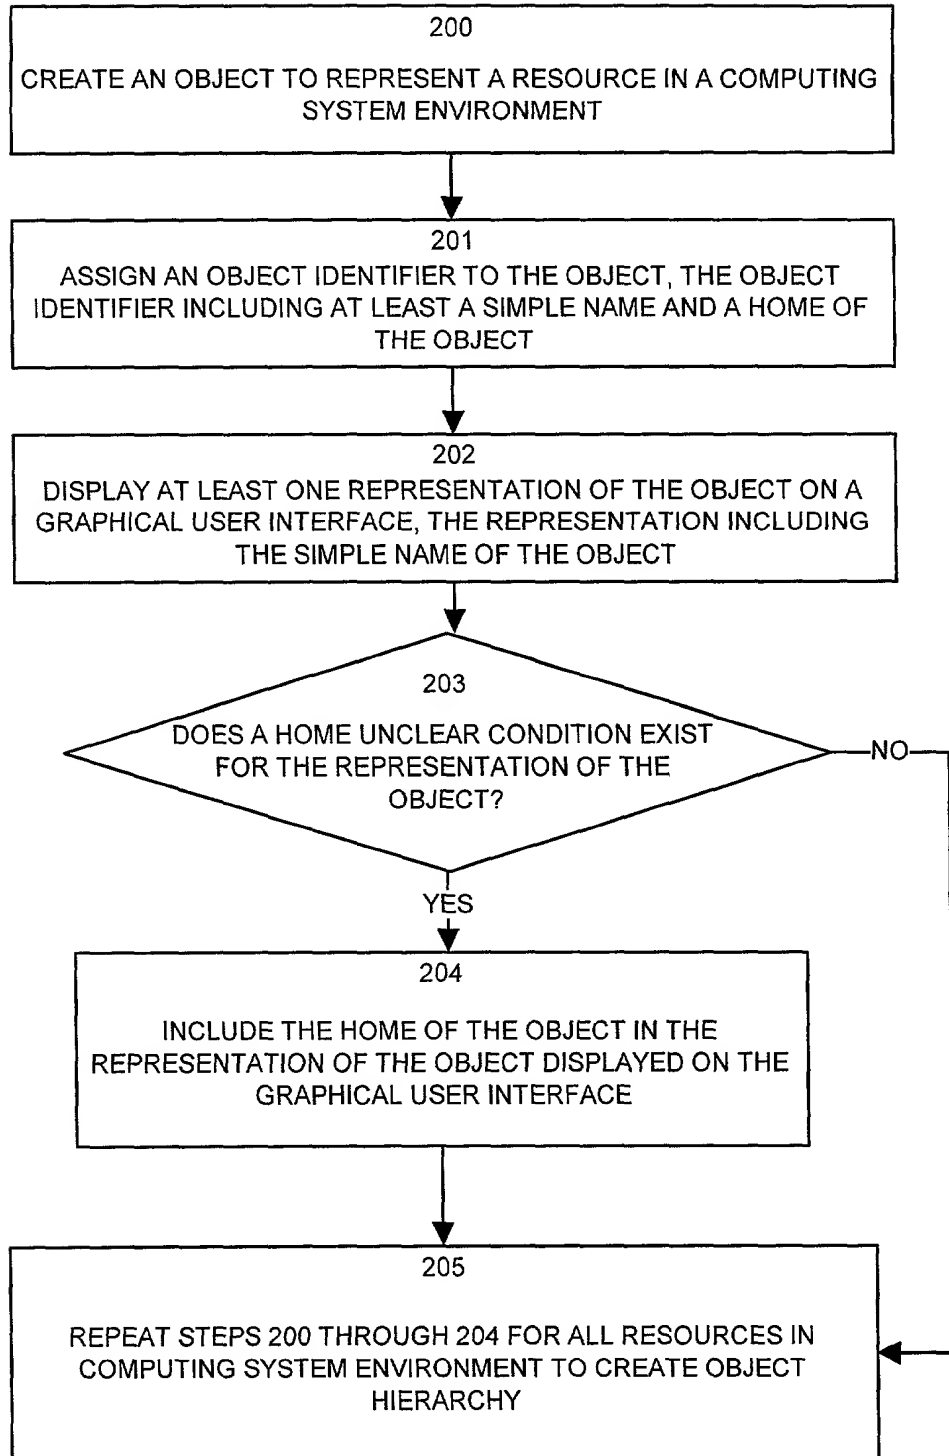 200
CREATE AN OBJECT TO REPRESENT A RESOURCE IN A COMPUTING
SYSTEM ENVIRONMENT
201
ASSIGN AN OBJECT IDENTIFIER TO THE OBJECT, THE OBJECT
IDENTIFIER INCLUDING AT LEAST A SIMPLE NAME AND A HOME OF
THE OBJECT
202
DISPLAY AT LEAST ONE REPRESENTATION OF THE OBJECT ON A
GRAPHICAL USER INTERFACE, THE REPRESENTATION INCLUDING
THE SIMPLE NAME OF THE OBJECT
203
DOES A HOME UNCLEAR CONDITION EXIST
FOR THE REPRESENTATION OF THE
OBJECT?
NO
YES
204
INCLUDE THE HOME OF THE OBJECT IN THE
REPRESENTATION OF THE OBJECT DISPLAYED ON THE
GRAPHICAL USER INTERFACE
205
REPEAT STEPS 200 THROUGH 204 FOR ALL RESOURCES IN
COMPUTING SYSTEM ENVIRONMENT TO CREATE OBJECT
HIERARCHY